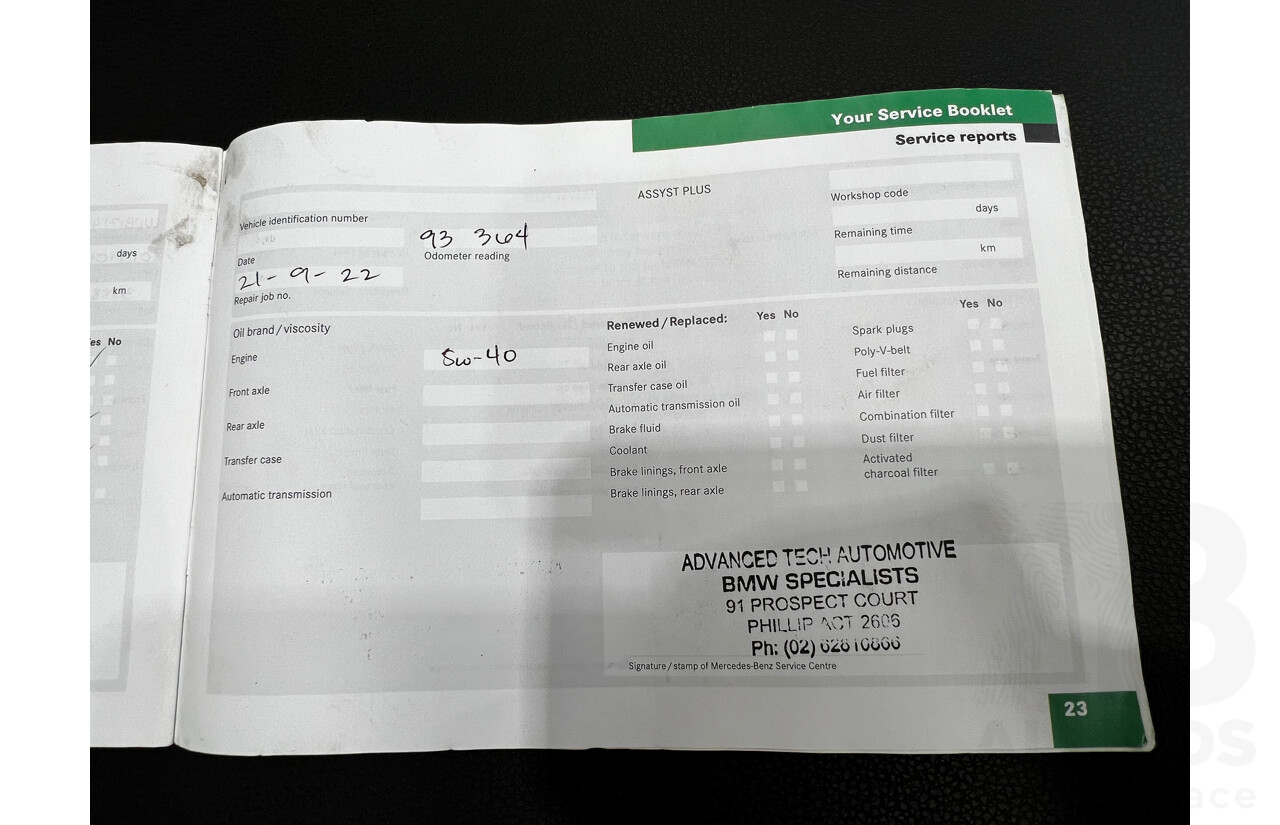 Your Service Booklet
Service reports
ASSYST PLUS
Vehicle identification number
Workshop code
days
Remaining time
km
Remaining distance
Date
93 364
Odometer reading
21-9-22
Repair job no.
Oil brand/viscosity
Engine
5w-40
Front axle
Rear axle
Transfer case
Automatic transmission
Renewed/Replaced: Yes No
Engine oil
Rear axle oil
Transfer case oil
Automatic transmission oil
Brake fluid
Coolant
Brake linings, front axle
Brake linings, rear axle
Yes No
Spark plugs
Poly-V-belt
Fuel filter
Air filter
Combination filter
Dust filter
Activated
charcoal filter
ADVANCED TECH AUTOMOTIVE
BMW SPECIALISTS
91 PROSPECT COURT
PHILLIP ACT 2606
Ph: (02) 62810866
Signature/stamp of Mercedes-Benz Service Centre
23
days
km
No